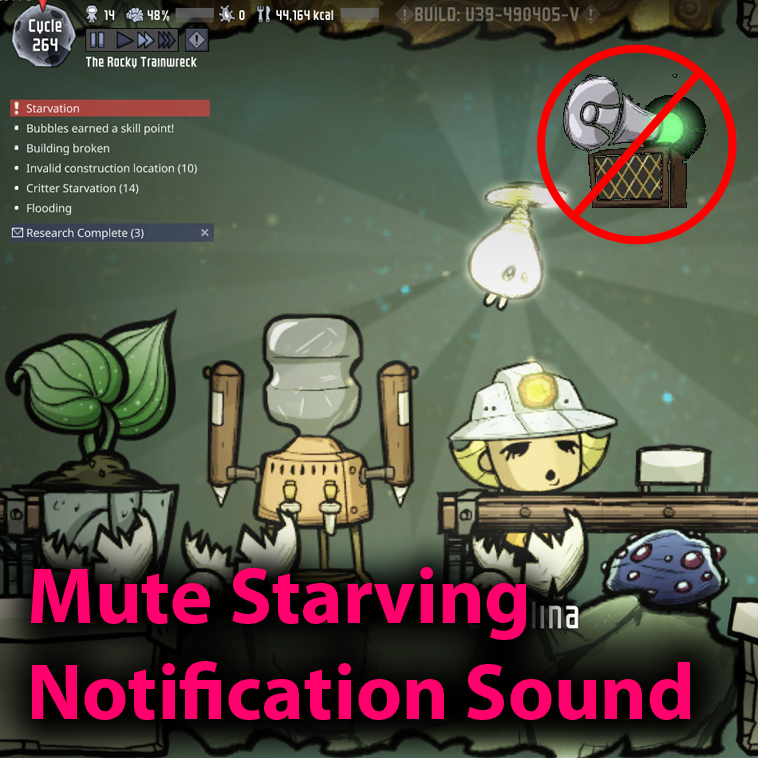 Cycle
264
14 48% 0 44,164 kcal BUILD: U39-490405-V
The Rocky Trainwreck
! Starvation
Bubbles earned a skill point!
Building broken
Invalid construction location (10)
Critter Starvation (14)
Flooding
Research Complete (3)
Mute Starving
Notification Sound